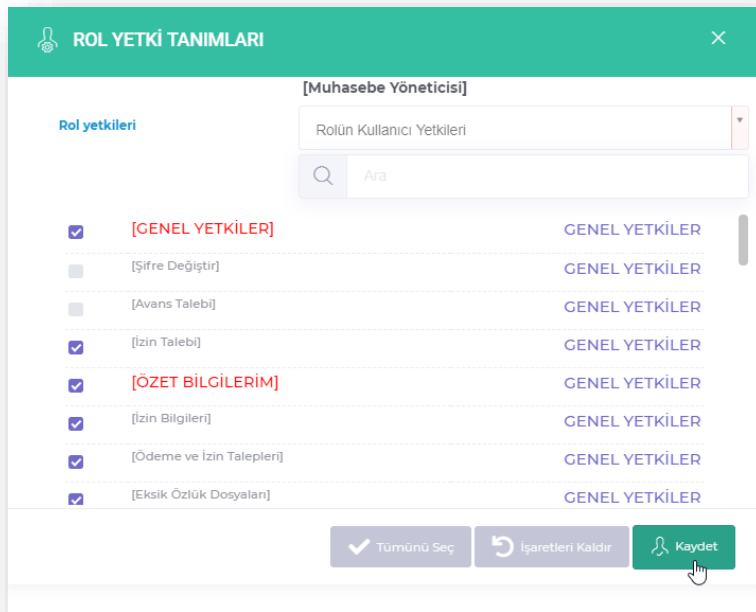 ROL YETKİ TANIMLARI
[Muhasebe Yöneticisi]
Rol yetkileri
Rolün Kullanıcı Yetkileri
Ara
[GENEL YETKİLER] GENEL YETKİLER
[Şifre Değiştir] GENEL YETKİLER
[Avans Talebi] GENEL YETKİLER
[İzin Talebi] GENEL YETKİLER
[ÖZET BİLGİLERİM] GENEL YETKİLER
[İzin Bilgileri] GENEL YETKİLER
[Ödeme ve İzin Talepleri] GENEL YETKİLER
[Eksik Özlük Dosyaları] GENEL YETKİLER
Tümünü Seç İşaretleri Kaldır Kaydet